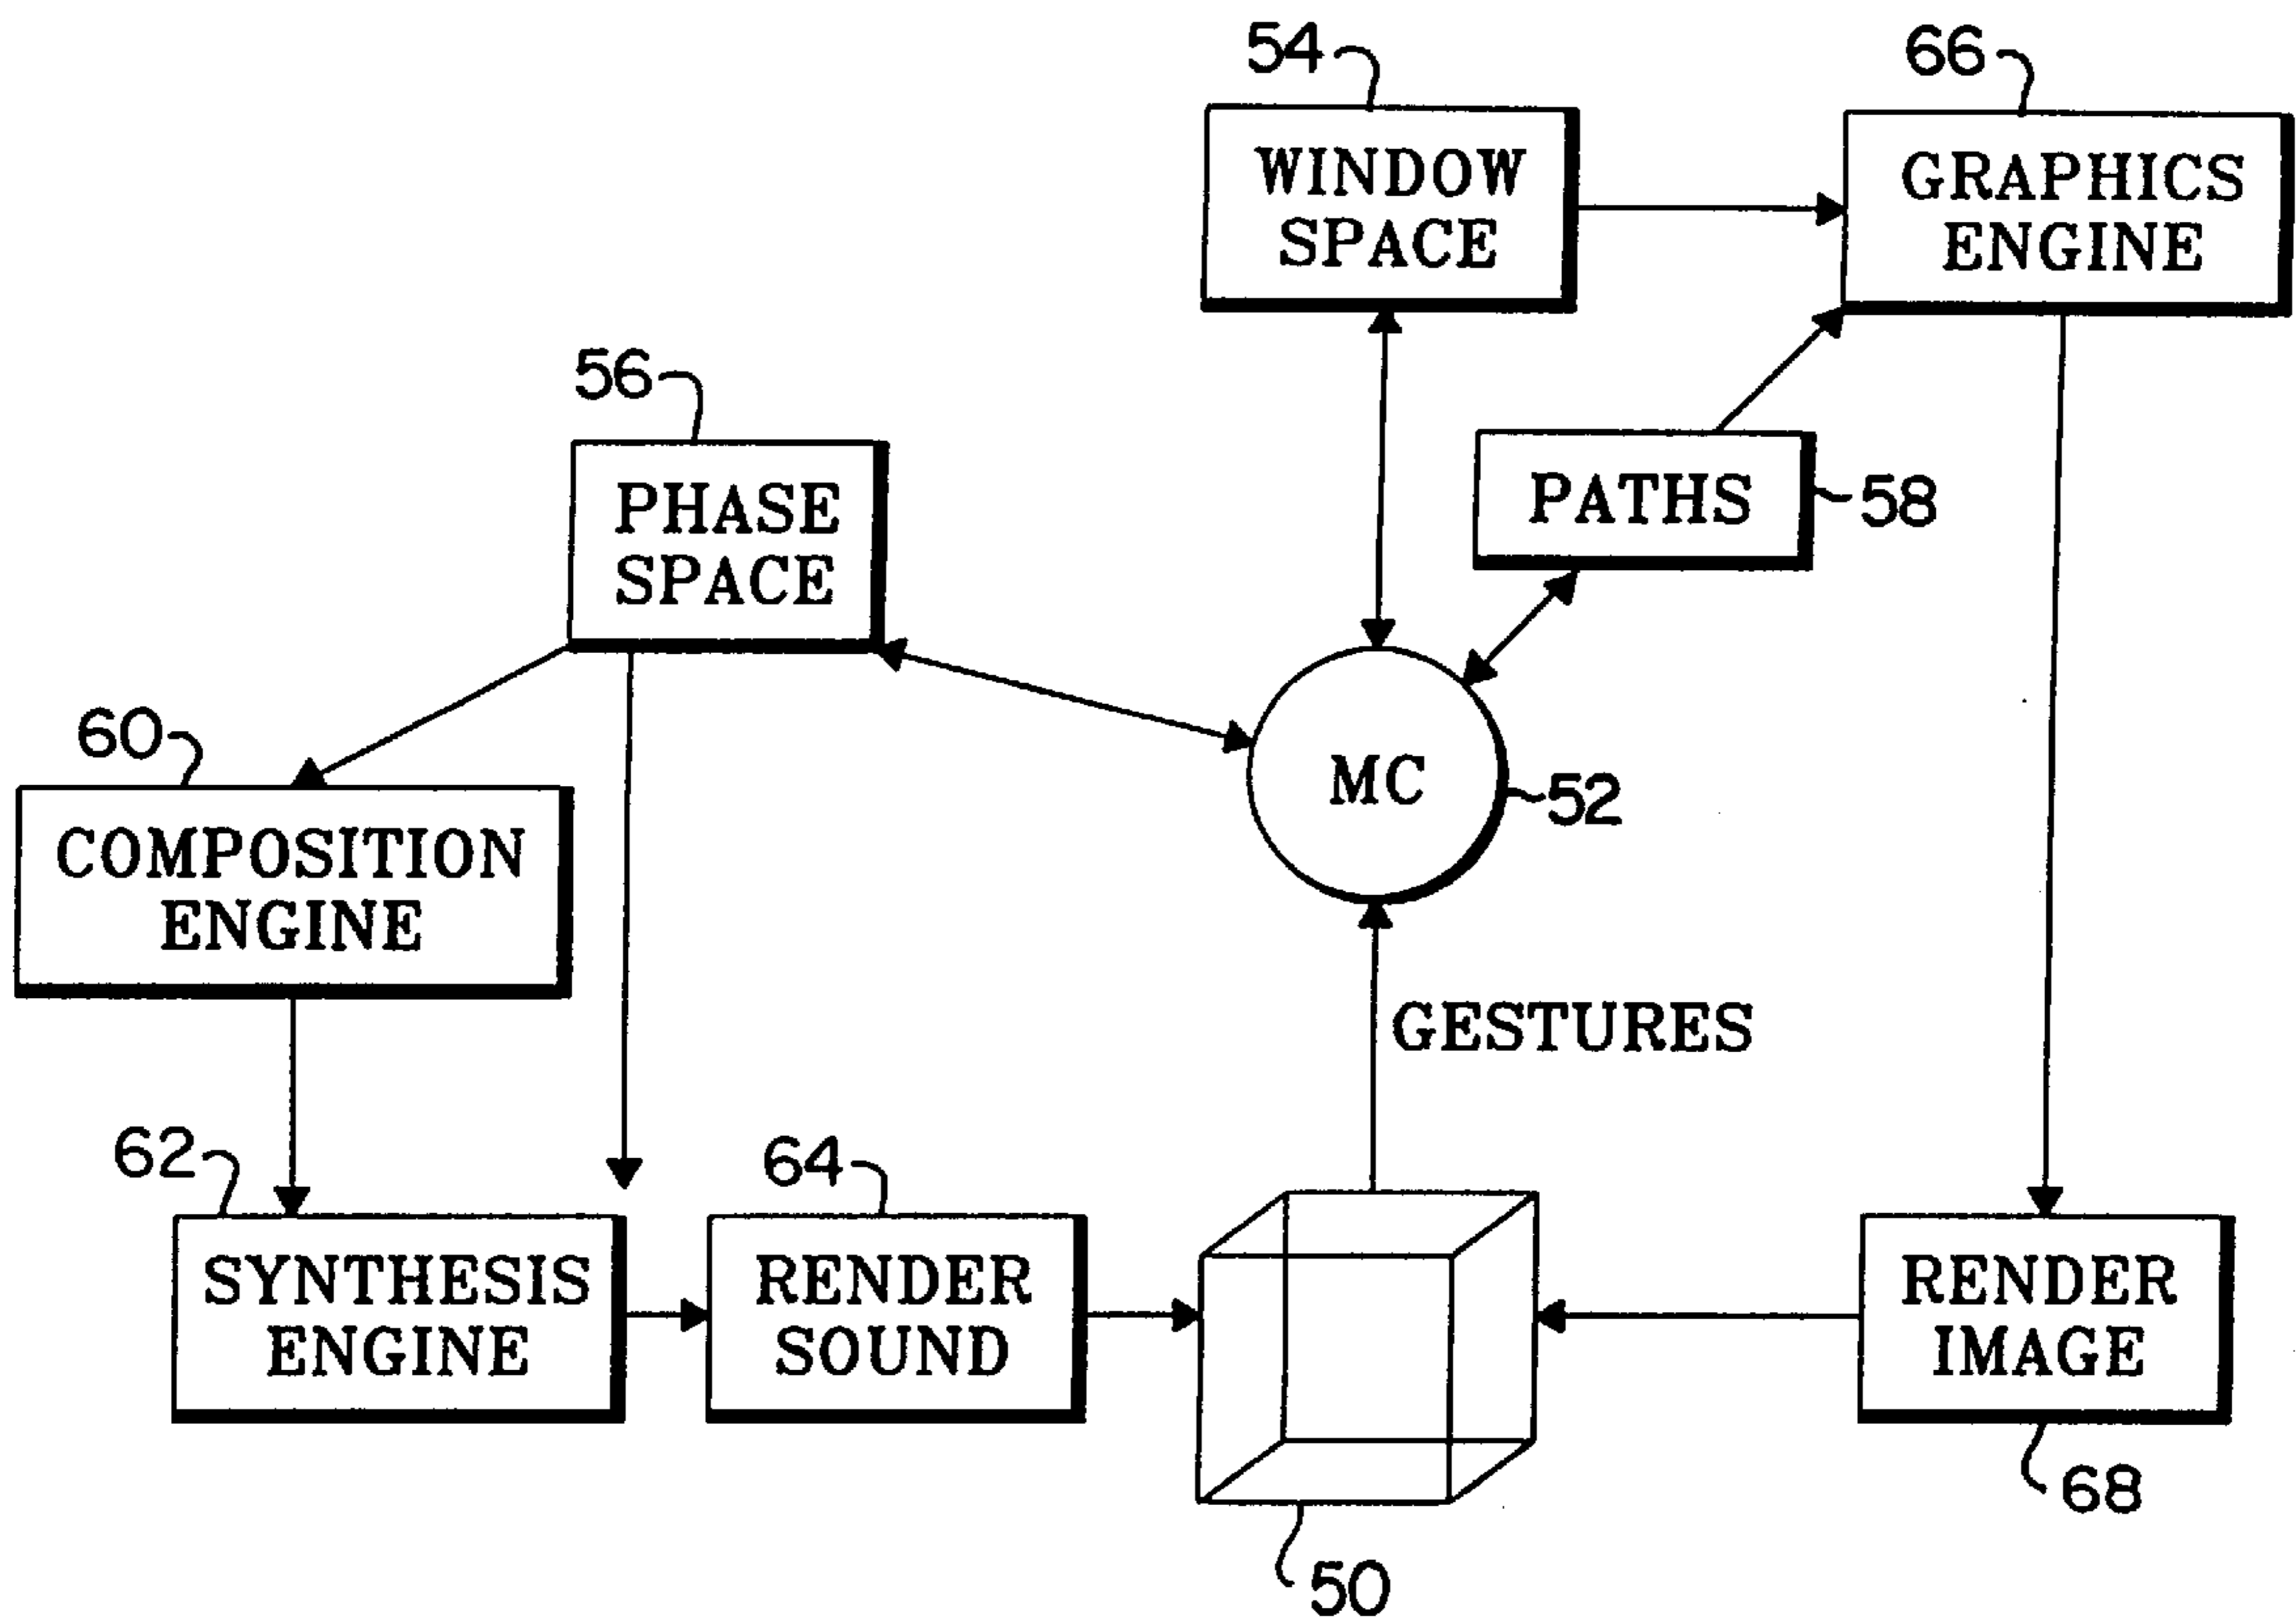 54
66
WINDOW
SPACE
GRAPHICS
ENGINE
56
PHASE
SPACE
PATHS
58
60
MC
52
COMPOSITION
ENGINE
GESTURES
62
64
SYNTHESIS
ENGINE
RENDER
SOUND
RENDER
IMAGE
68
50